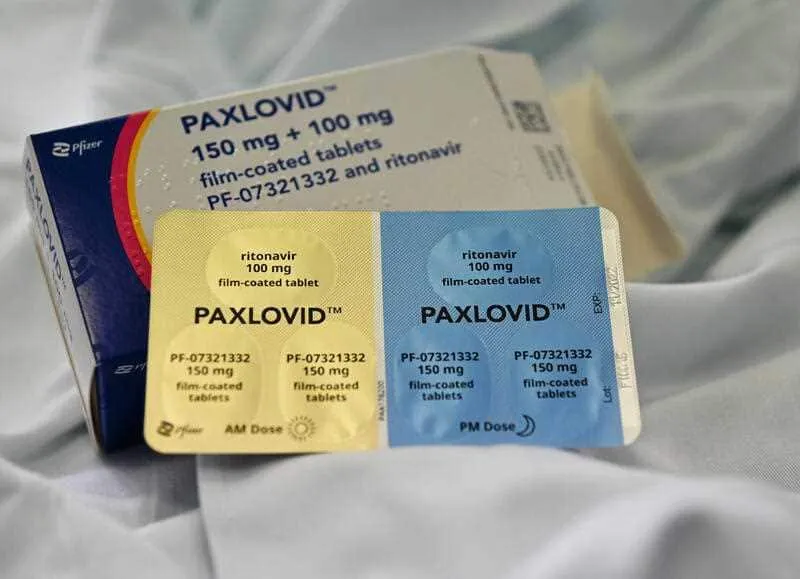 Pfizer
PAXLOVID™
150 mg + 100 mg
film-coated tablets
PF-07321332 and ritonavir
PAXLOVID™
ritonavir
100 mg
film-coated tablet
PAXLOVID™
PF-07321332
150 mg
film-coated
tablets
PF-07321332
150 mg
film-coated
tablets
Pfizer
AM Dose
ritonavir
100 mg
film-coated tablet
PAXLOVID™
PF-07321332
150 mg
film-coated
tablets
PF-07321332
150 mg
film-coated
tablets
PM Dose
EXP:
11/2022
Lot: